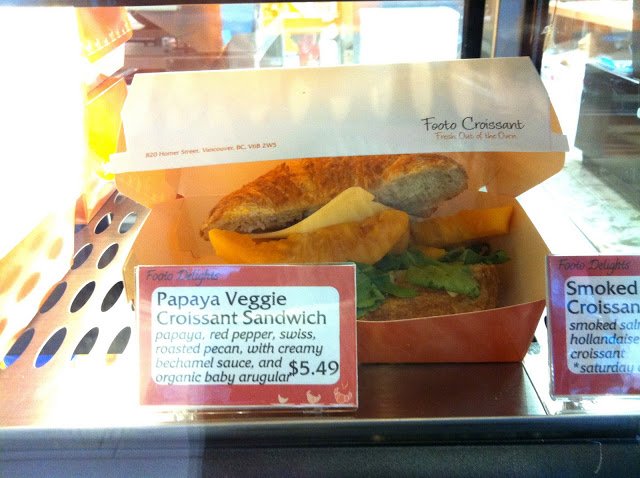 Footo Croissant
Fresh Out of the Oven
820 Homer Street, Vancouver, BC, V6B 2W5
Footo Delights
Papaya Veggie
Croissant Sandwich
papaya, red pepper, swiss,
roasted pecan, with creamy
bechamel sauce, and
organic baby arugular
$5.49
Footo Delights
Smoked
Croissan
smoked sal
hollandaise
croissant
*saturday